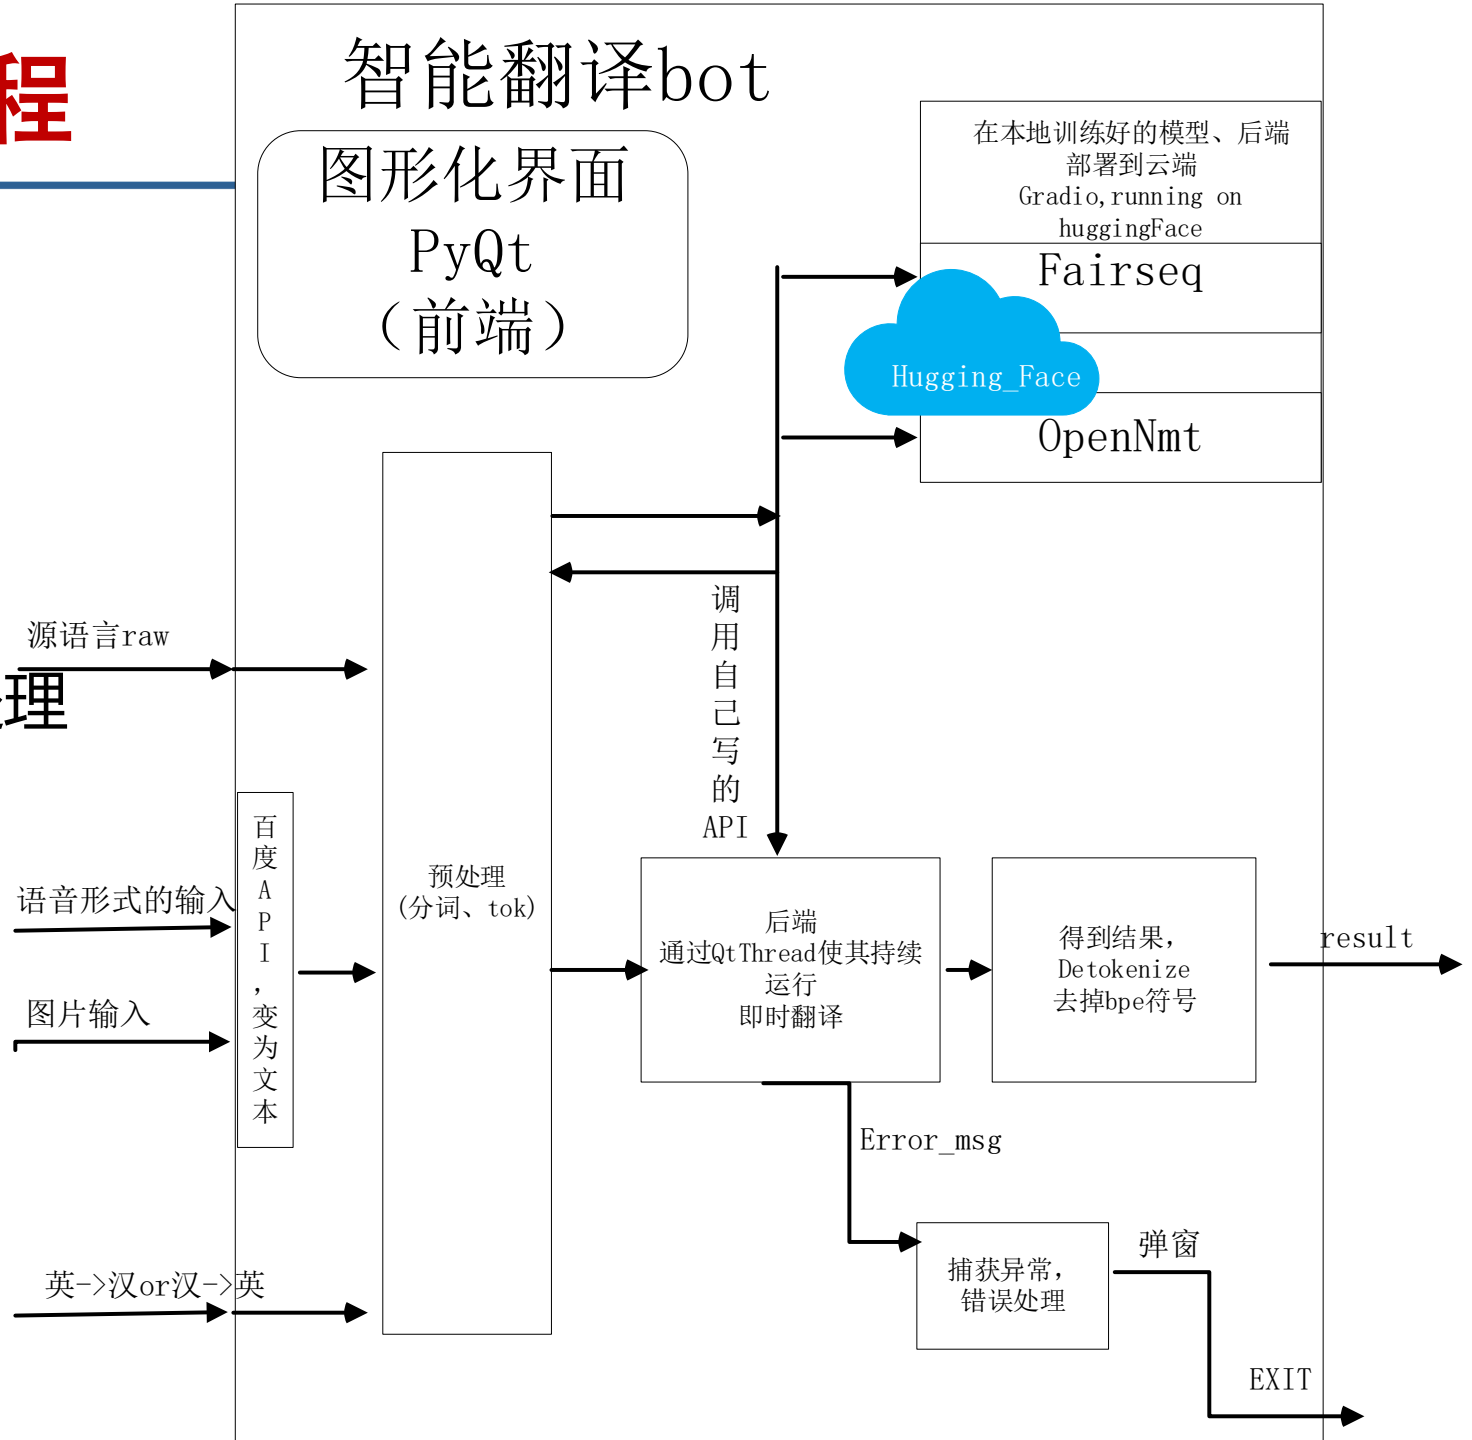 程
智能翻译bot
图形化界面
PyQt
（前端）
在本地训练好的模型、后端
部署到云端
Gradio,running on
huggingFace
Fairseq
Hugging_Face
OpenNmt
调
用
自
己
写
的
API
源语言raw
理
百
度
A
P
I
，
变
为
文
本
语音形式的输入
图片输入
英->汉or汉->英
预处理
(分词、tok)
后端
通过QtThread使其持续
运行
即时翻译
得到结果，
Detokenize
去掉bpe符号
result
Error_msg
捕获异常，
错误处理
弹窗
EXIT